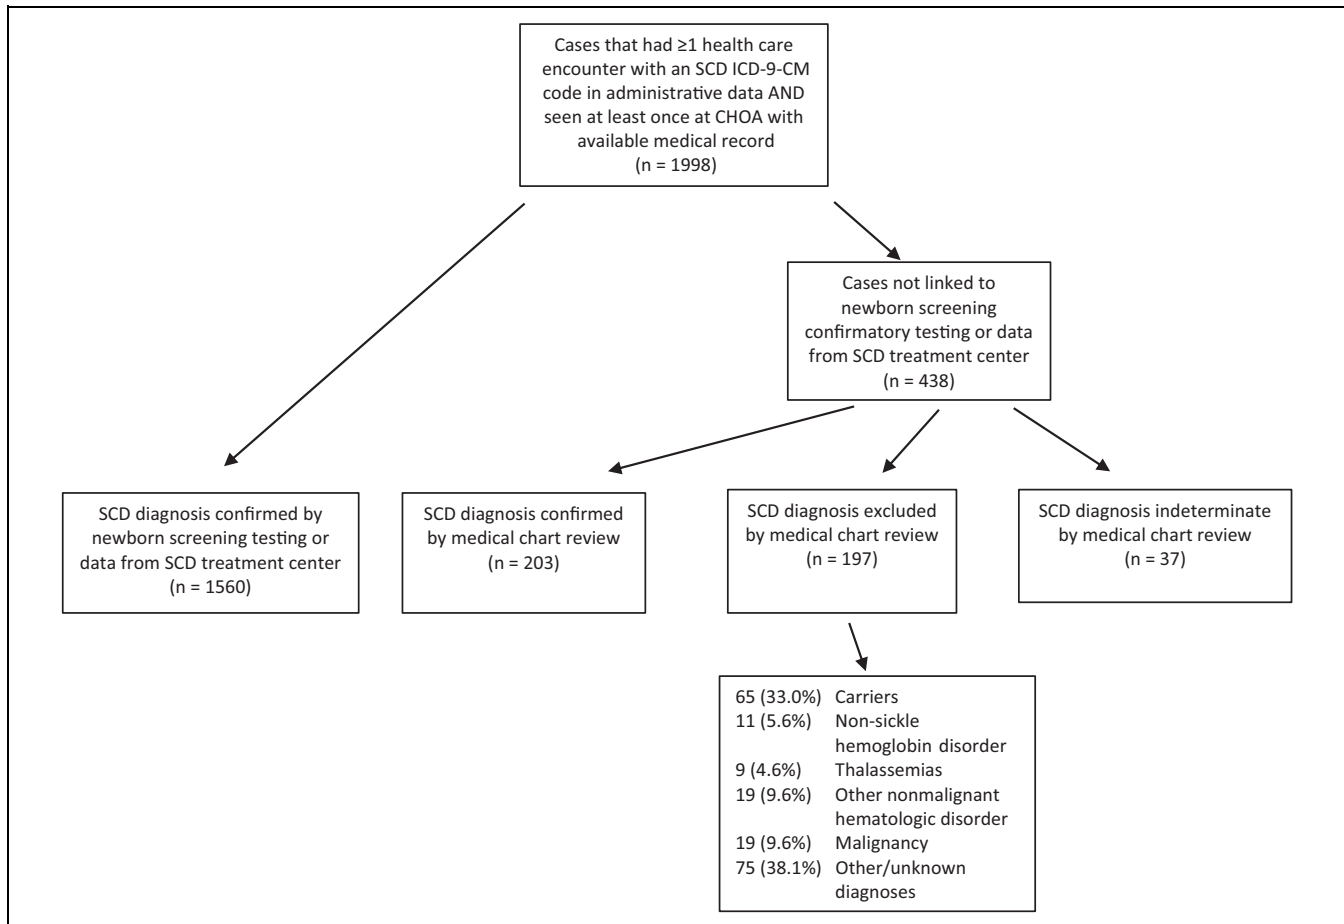 Cases that had ≥1 health care
encounter with an SCD ICD-9-CM
code in administrative data AND
seen at least once at CHOA with
available medical record
(n = 1998)
Cases not linked to
newborn screening
confirmatory testing or data
from SCD treatment center
(n = 438)
SCD diagnosis confirmed by
newborn screening testing or
data from SCD treatment center
(n = 1560)
SCD diagnosis confirmed
by medical chart review
(n = 203)
SCD diagnosis excluded
by medical chart review
(n = 197)
SCD diagnosis indeterminate
by medical chart review
(n = 37)
65 (33.0%) Carriers
11 (5.6%) Non-sickle
hemoglobin disorder
9 (4.6%) Thalassemias
19 (9.6%) Other nonmalignant
hematologic disorder
19 (9.6%) Malignancy
75 (38.1%) Other/unknown
diagnoses